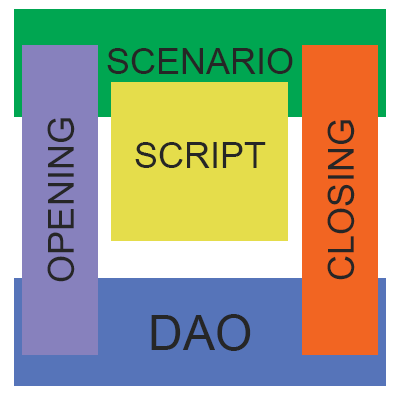 SCENARIO
OPENING
SCRIPT
CLOSING
DAO